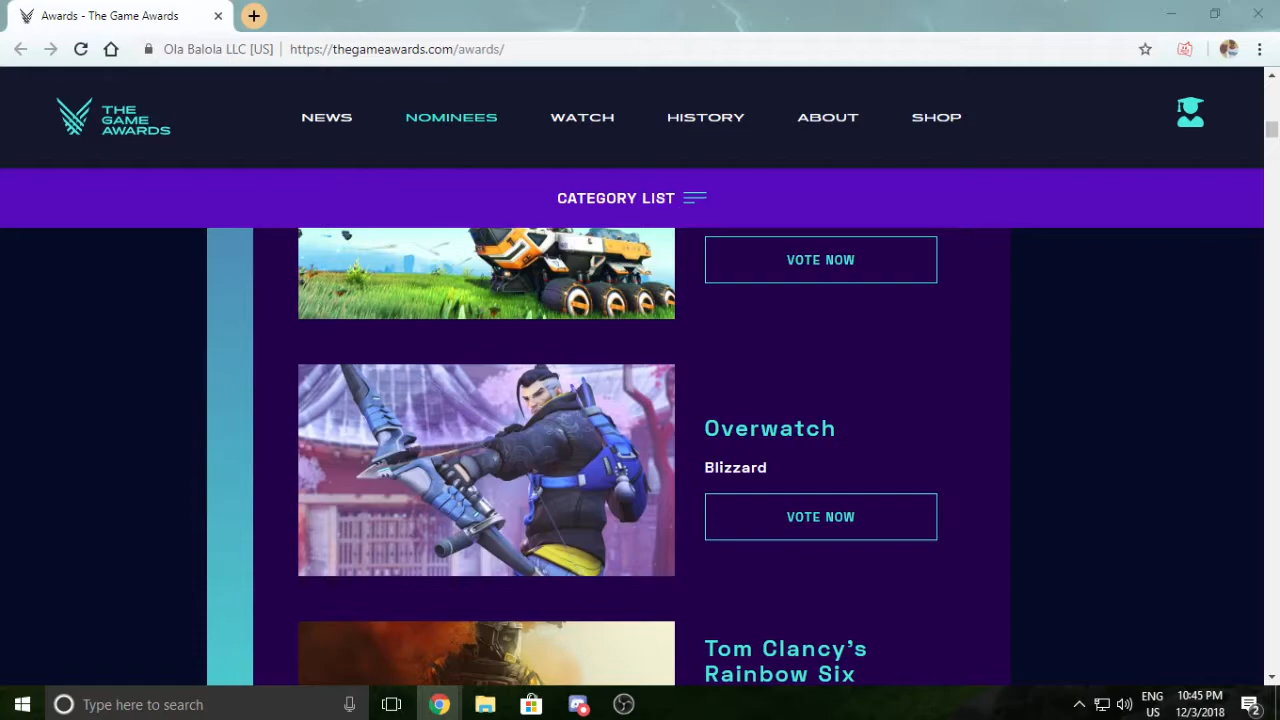 Awards - The Game Awards
Ola Balola LLC [US] https://thegameawards.com/awards/
THE
GAME
AWARDS
NEWS NOMINEES WATCH HISTORY ABOUT SHOP
CATEGORY LIST
VOTE NOW
Overwatch
Blizzard
VOTE NOW
Tom Clancy's
Rainbow Six
Type here to search
ENG
US
10:45 PM
12/3/2018
2